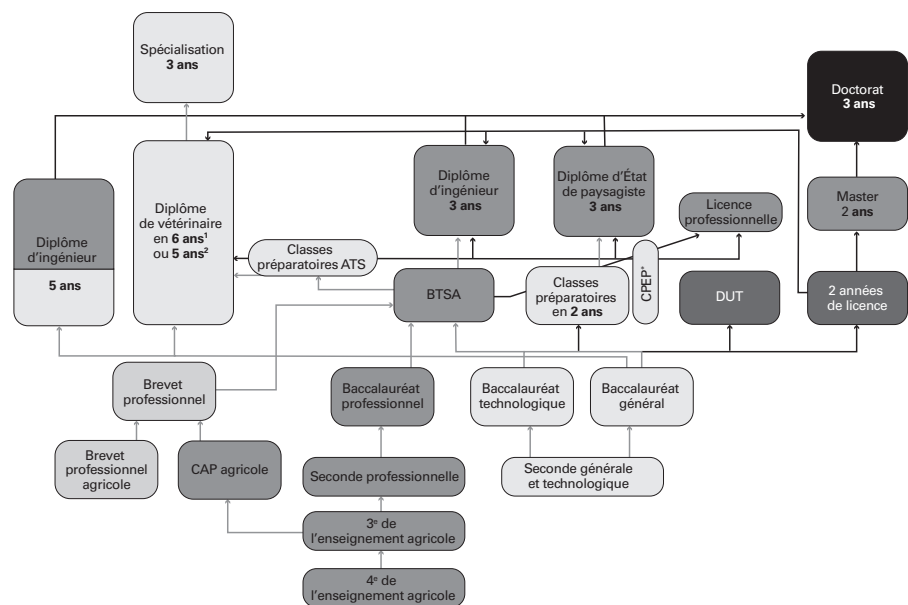 Spécialisation
3 ans
Doctorat
3 ans
Diplôme
d'ingénieur
5 ans
Diplôme
de vétérinaire
en 6 ans¹
ou 5 ans²
Diplôme
d'ingénieur
3 ans
Diplôme d'État
de paysagiste
3 ans
Licence
professionnelle
Master
2 ans
Classes
préparatoires ATS
BTSA
Classes
préparatoires
en 2 ans
CPEP*
DUT
2 années
de licence
Brevet
professionnel
Baccalauréat
professionnel
Baccalauréat
technologique
Baccalauréat
général
Brevet
professionnel
agricole
CAP agricole
Seconde professionnelle
Seconde générale
et technologique
3e de
l'enseignement agricole
4e de
l'enseignement agricole